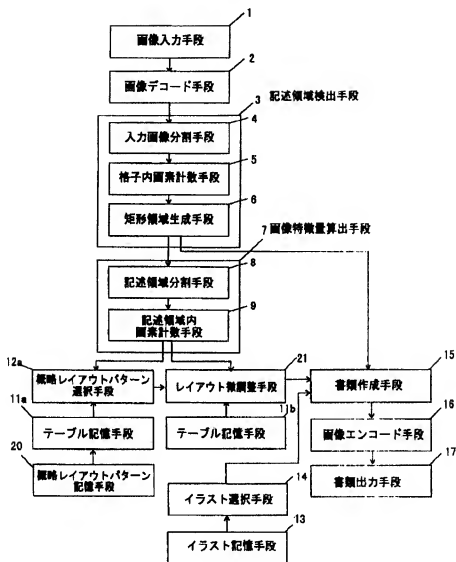 1
画像入力手段
2
画像デコード手段
3
記述領域検出手段
4
入力画像分割手段
5
格子内画素計数手段
6
矩形領域生成手段
7
画像特徴量算出手段
8
記述領域分割手段
9
記述領域内
画素計数手段
12a
概略レイアウトパターン
選択手段
21
レイアウト微調整手段
15
書類作成手段
11a
テーブル記憶手段
11b
テーブル記憶手段
16
画像エンコード手段
20
概略レイアウトパターン
記憶手段
17
書類出力手段
14
イラスト選択手段
13
イラスト記憶手段